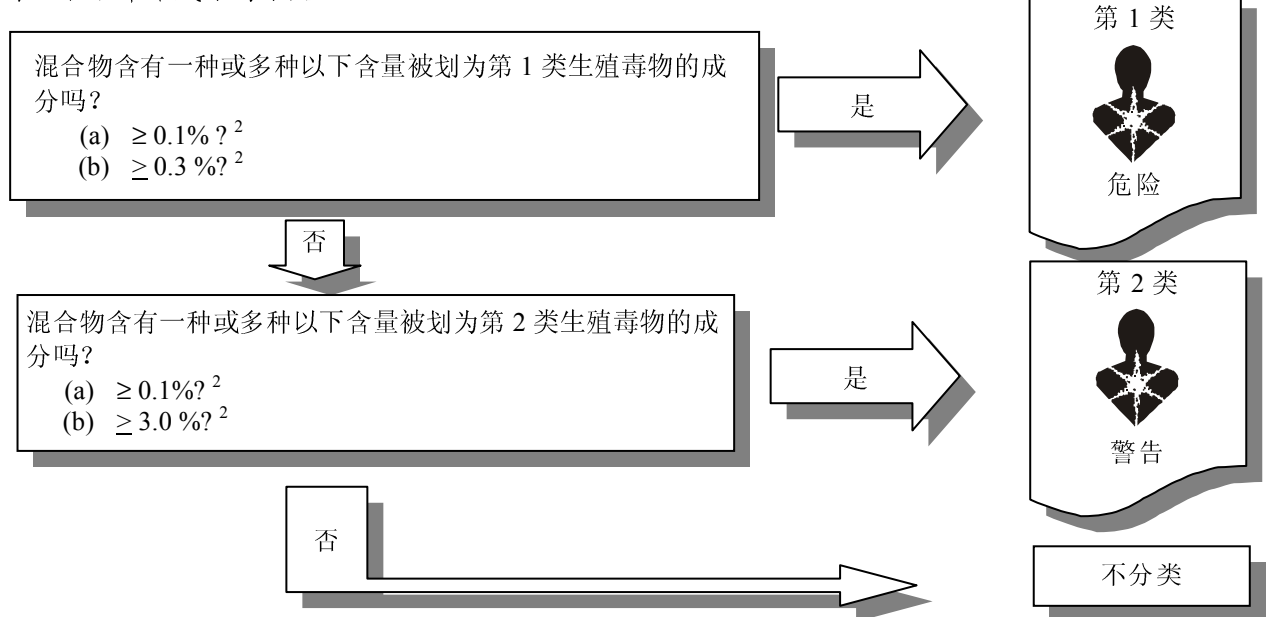 混合物含有一种或多种以下含量被划为第 1 类生殖毒物的成
分吗?
(a) ≥ 0.1% ? 2
(b) ≥ 0.3 %? 2
是
第 1 类
危险
否
混合物含有一种或多种以下含量被划为第 2 类生殖毒物的成
分吗?
(a) ≥ 0.1%? 2
(b) ≥ 3.0 %? 2
是
第 2 类
警告
否
不分类